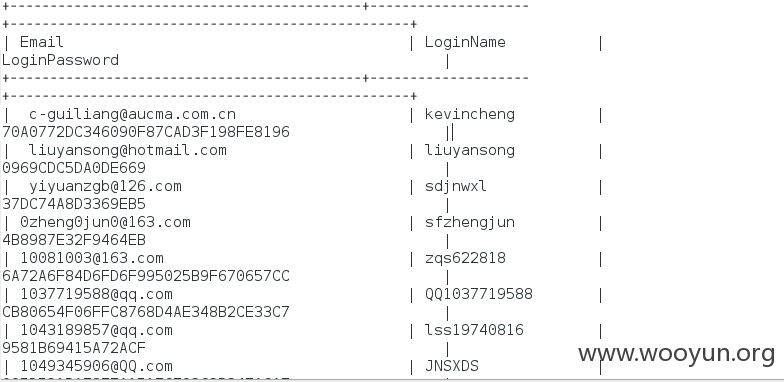 +---------------------------------------+------------------
+--------------------------------------------+
| Email | LoginName |
LoginPassword |
+---------------------------------------+------------------
+--------------------------------------------+
| c-guiliang@aucma.com.cn | kevincheng |
70A0772DC346090F87CAD3F198FE8196 |
| liuyansong@hotmail.com | liuyansong |
0969CDC5DA0DE669 |
| yiyuanzgb@126.com | sdjnwxl |
37DC74A8D3369EB5 |
| 0zheng0jun0@163.com | sfzhengjun |
4B8987E32F9464EB |
| 10081003@163.com | zqs622818 |
6A72A6F84D6FD6F995025B9F670657CC |
| 1037719588@qq.com | QQ1037719588 |
CB80654F06FFC8768D4AE348B2CE33C7 |
| 1043189857@qq.com | lss19740816 |
9581B69415A72ACF |
| 1049345906@QQ.com | JNSXDS |
www.wooyun.org